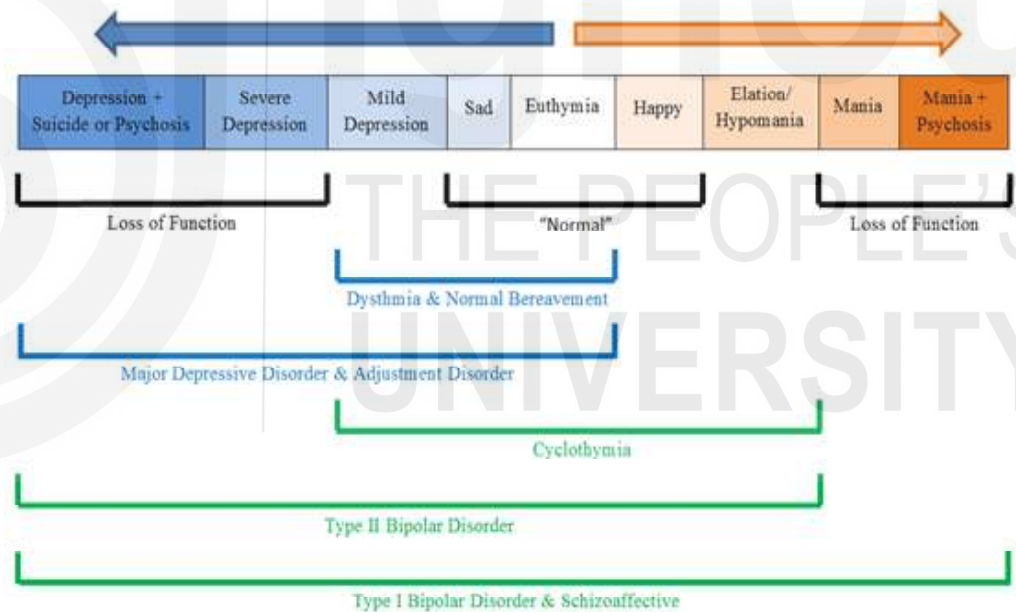 Depression +
Suicide or Psychosis
Severe
Depression
Mild
Depression
Sad
Euthymia
Happy
Elation/
Hypomania
Mania
Mania +
Psychosis
Loss of Function
"Normal"
Loss of Function
THE PEOPLE'S
Dysthmia & Normal Bereavement
UNIVERSITY
Major Depressive Disorder & Adjustment Disorder
Cyclothymia
Type II Bipolar Disorder
Type I Bipolar Disorder & Schizoaffective